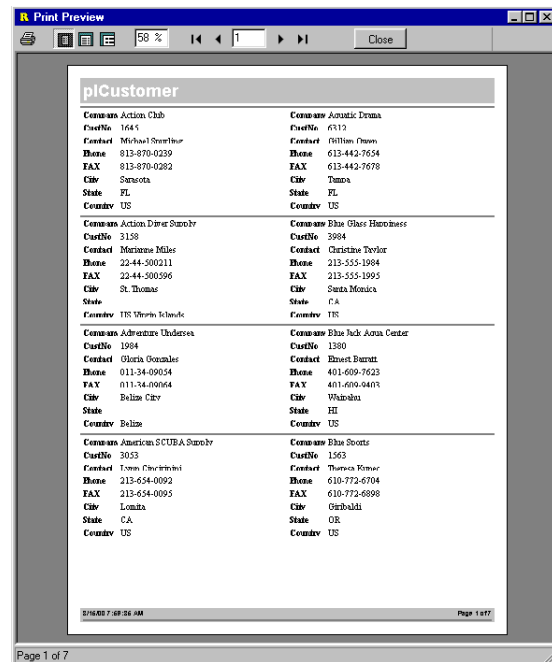 Print Preview
58 %
1
Close
plCustomer
Company Action Club
CustNo 1645
Contact Michael Spurling
Phone 813-870-0239
FAX 813-870-0282
City Sarasota
State FL
Country US
Company Action Diver Supply
CustNo 3158
Contact Marianne Miles
Phone 22-44-500211
FAX 22-44-500596
City St. Thomas
State
Country US Virgin Islands
Company Adventure Undersea
CustNo 1984
Contact Gloria Gonzales
Phone 011-34-09054
FAX 011-34-09064
City Belize City
State
Country Belize
Company American SCUBA Supply
CustNo 3053
Contact Lynn Cinciripini
Phone 213-654-0092
FAX 213-654-0095
City Lomita
State CA
Country US
Company Aquatic Drama
CustNo 6312
Contact Gillian Owen
Phone 613-442-7654
FAX 613-442-7678
City Tampa
State FL
Country US
Company Blue Glass Happiness
CustNo 3984
Contact Christine Taylor
Phone 213-555-1984
FAX 213-555-1995
City Santa Monica
State CA
Country US
Company Blue Jack Aqua Center
CustNo 1380
Contact Ernest Barratt
Phone 401-609-7623
FAX 401-609-9403
City Waipahu
State HI
Country US
Company Blue Sports
CustNo 1563
Contact Theresa Kunec
Phone 610-772-6704
FAX 610-772-6898
City Giribaldi
State OR
Country US
AM
Page 1 of 7
Page 1 of 7